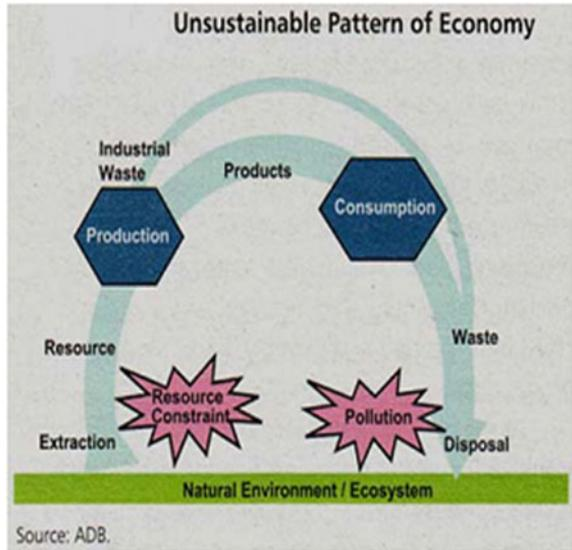 Unsustainable Pattern of Economy
Industrial
Waste
Products
Production
Consumption
Resource
Waste
Resource
Constraint
Pollution
Extraction
Disposal
Natural Environment / Ecosystem
Source: ADB.